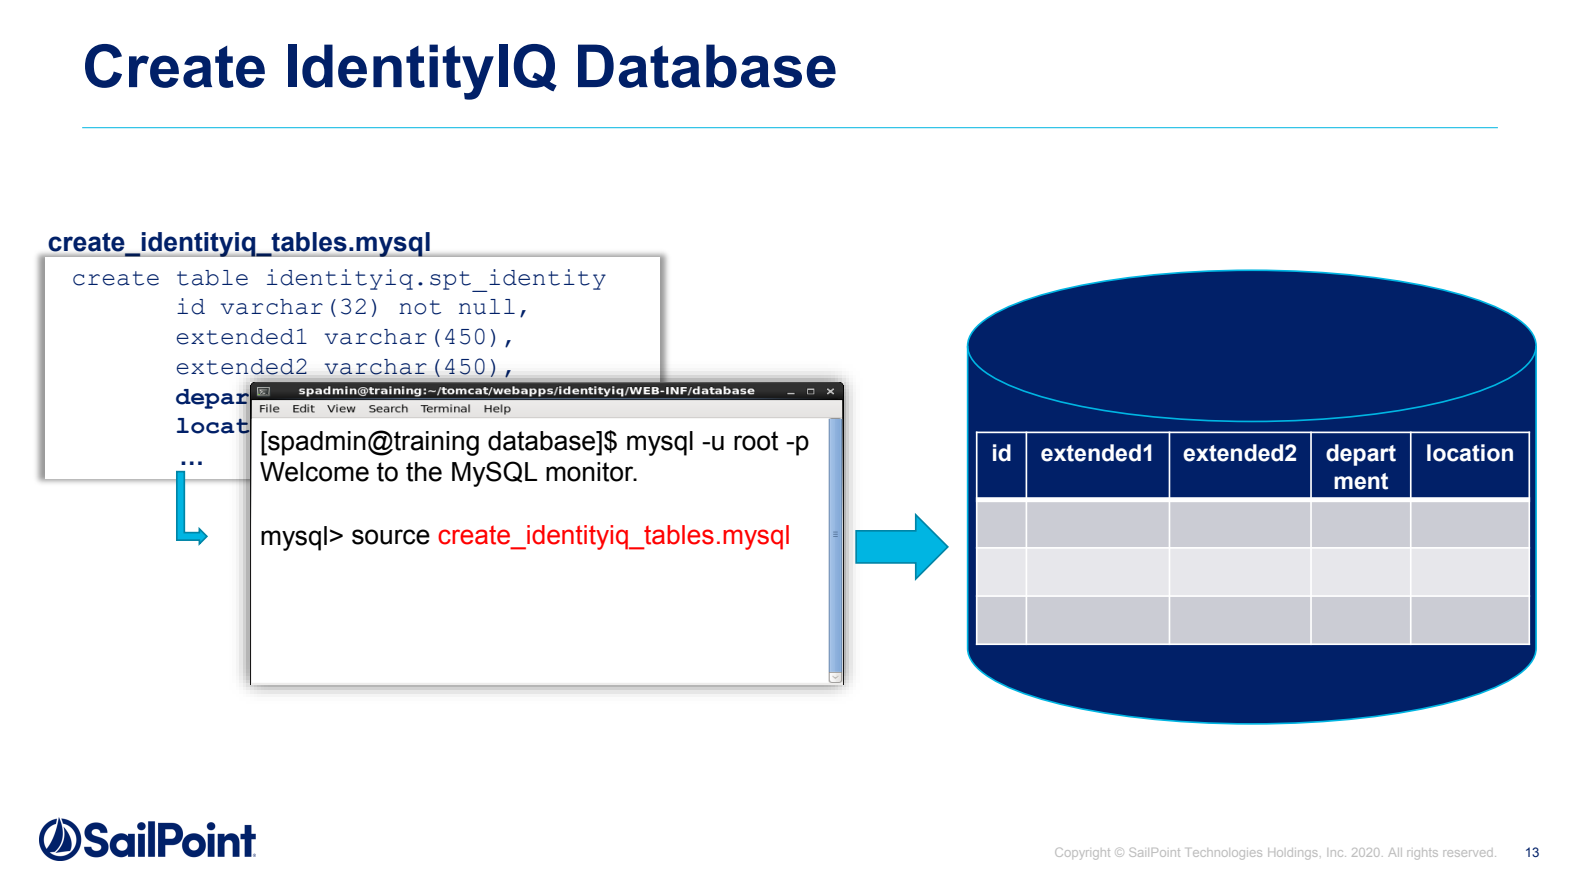 Create IdentityIQ Database
create_identityiq_tables.mysql
create table identityiq.spt_identity
id varchar(32) not null,
extended1 varchar(450),
extended2 varchar(450),
depar
locat
...
spadmin@training:~/tomcat/webapps/identityiq/WEB-INF/database
File Edit View Search Terminal Help
[spadmin@training database]$ mysql -u root -p
Welcome to the MySQL monitor.
mysql> source create_identityiq_tables.mysql
id extended1 extended2 depart location
ment
SailPoint
Copyright © SailPoint Technologies Holdings, Inc. 2020. All rights reserved. 13